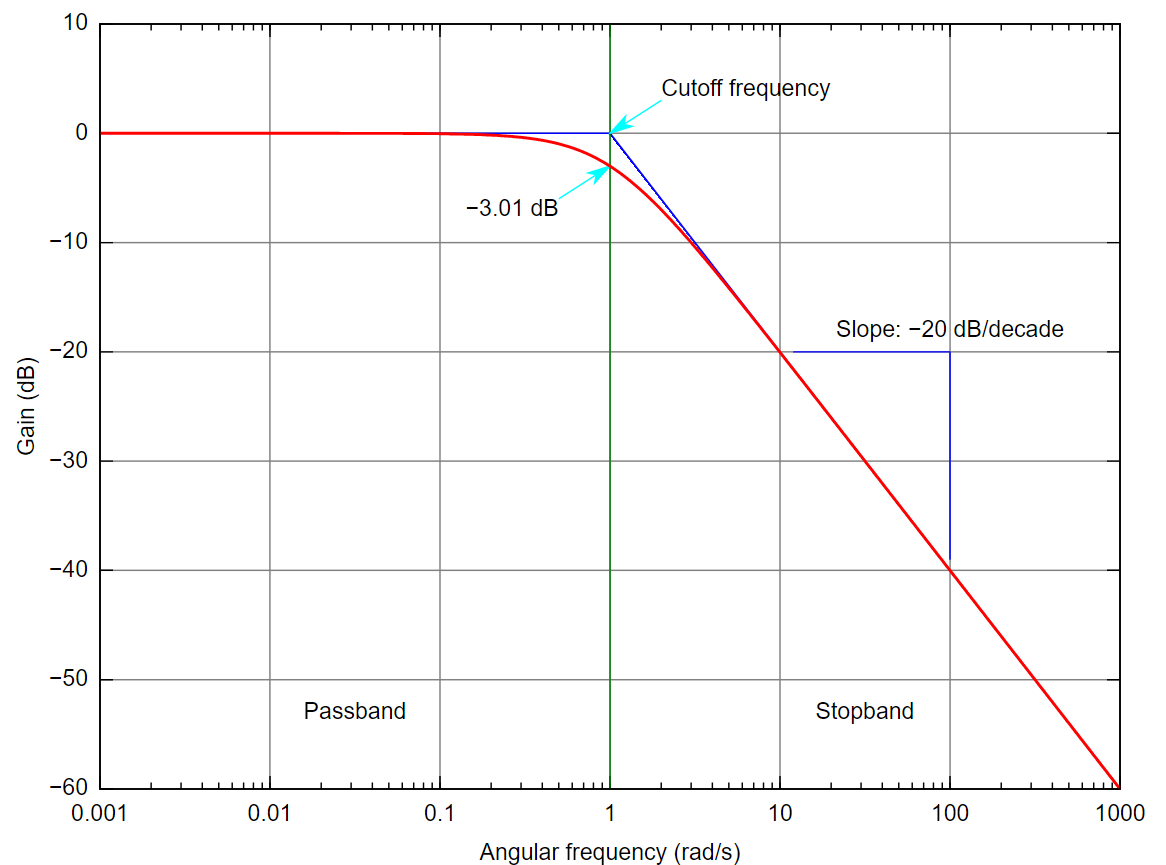 10
Cutoff frequency
0
−3.01 dB
−10
Slope: −20 dB/decade
−20
Gain (dB)
−30
−40
−50
Passband
Stopband
−60
0.001
0.01
0.1
1
10
100
1000
Angular frequency (rad/s)